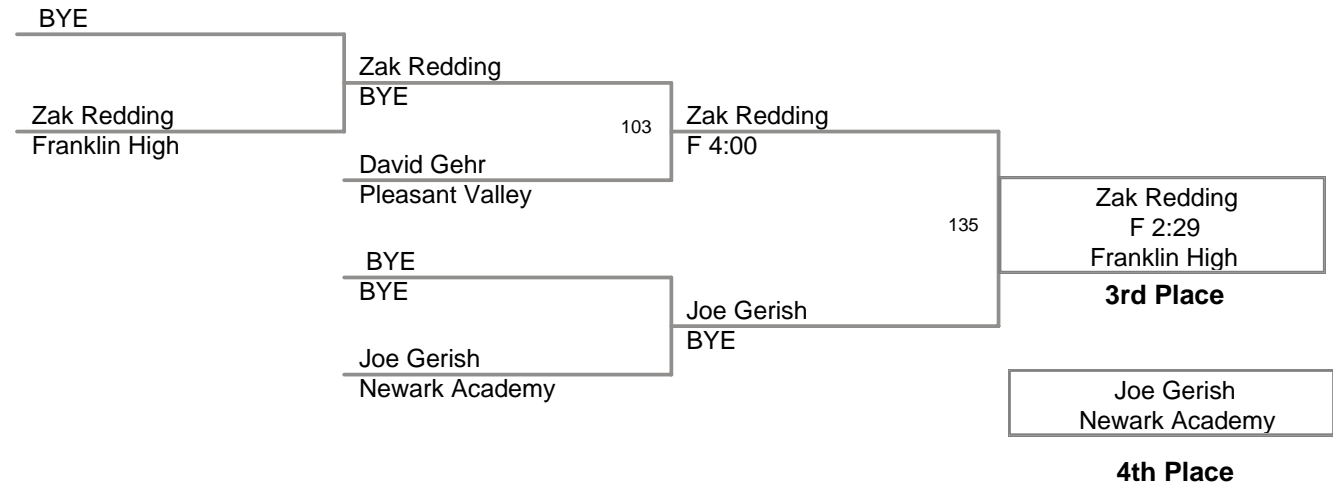 BYE
Zak Redding
Franklin High
Zak Redding
BYE
David Gehr
Pleasant Valley
BYE
BYE
Joe Gerish
Newark Academy
103
Zak Redding
F 4:00
Joe Gerish
BYE
135
Zak Redding
F 2:29
Franklin High
3rd Place
Joe Gerish
Newark Academy
4th Place